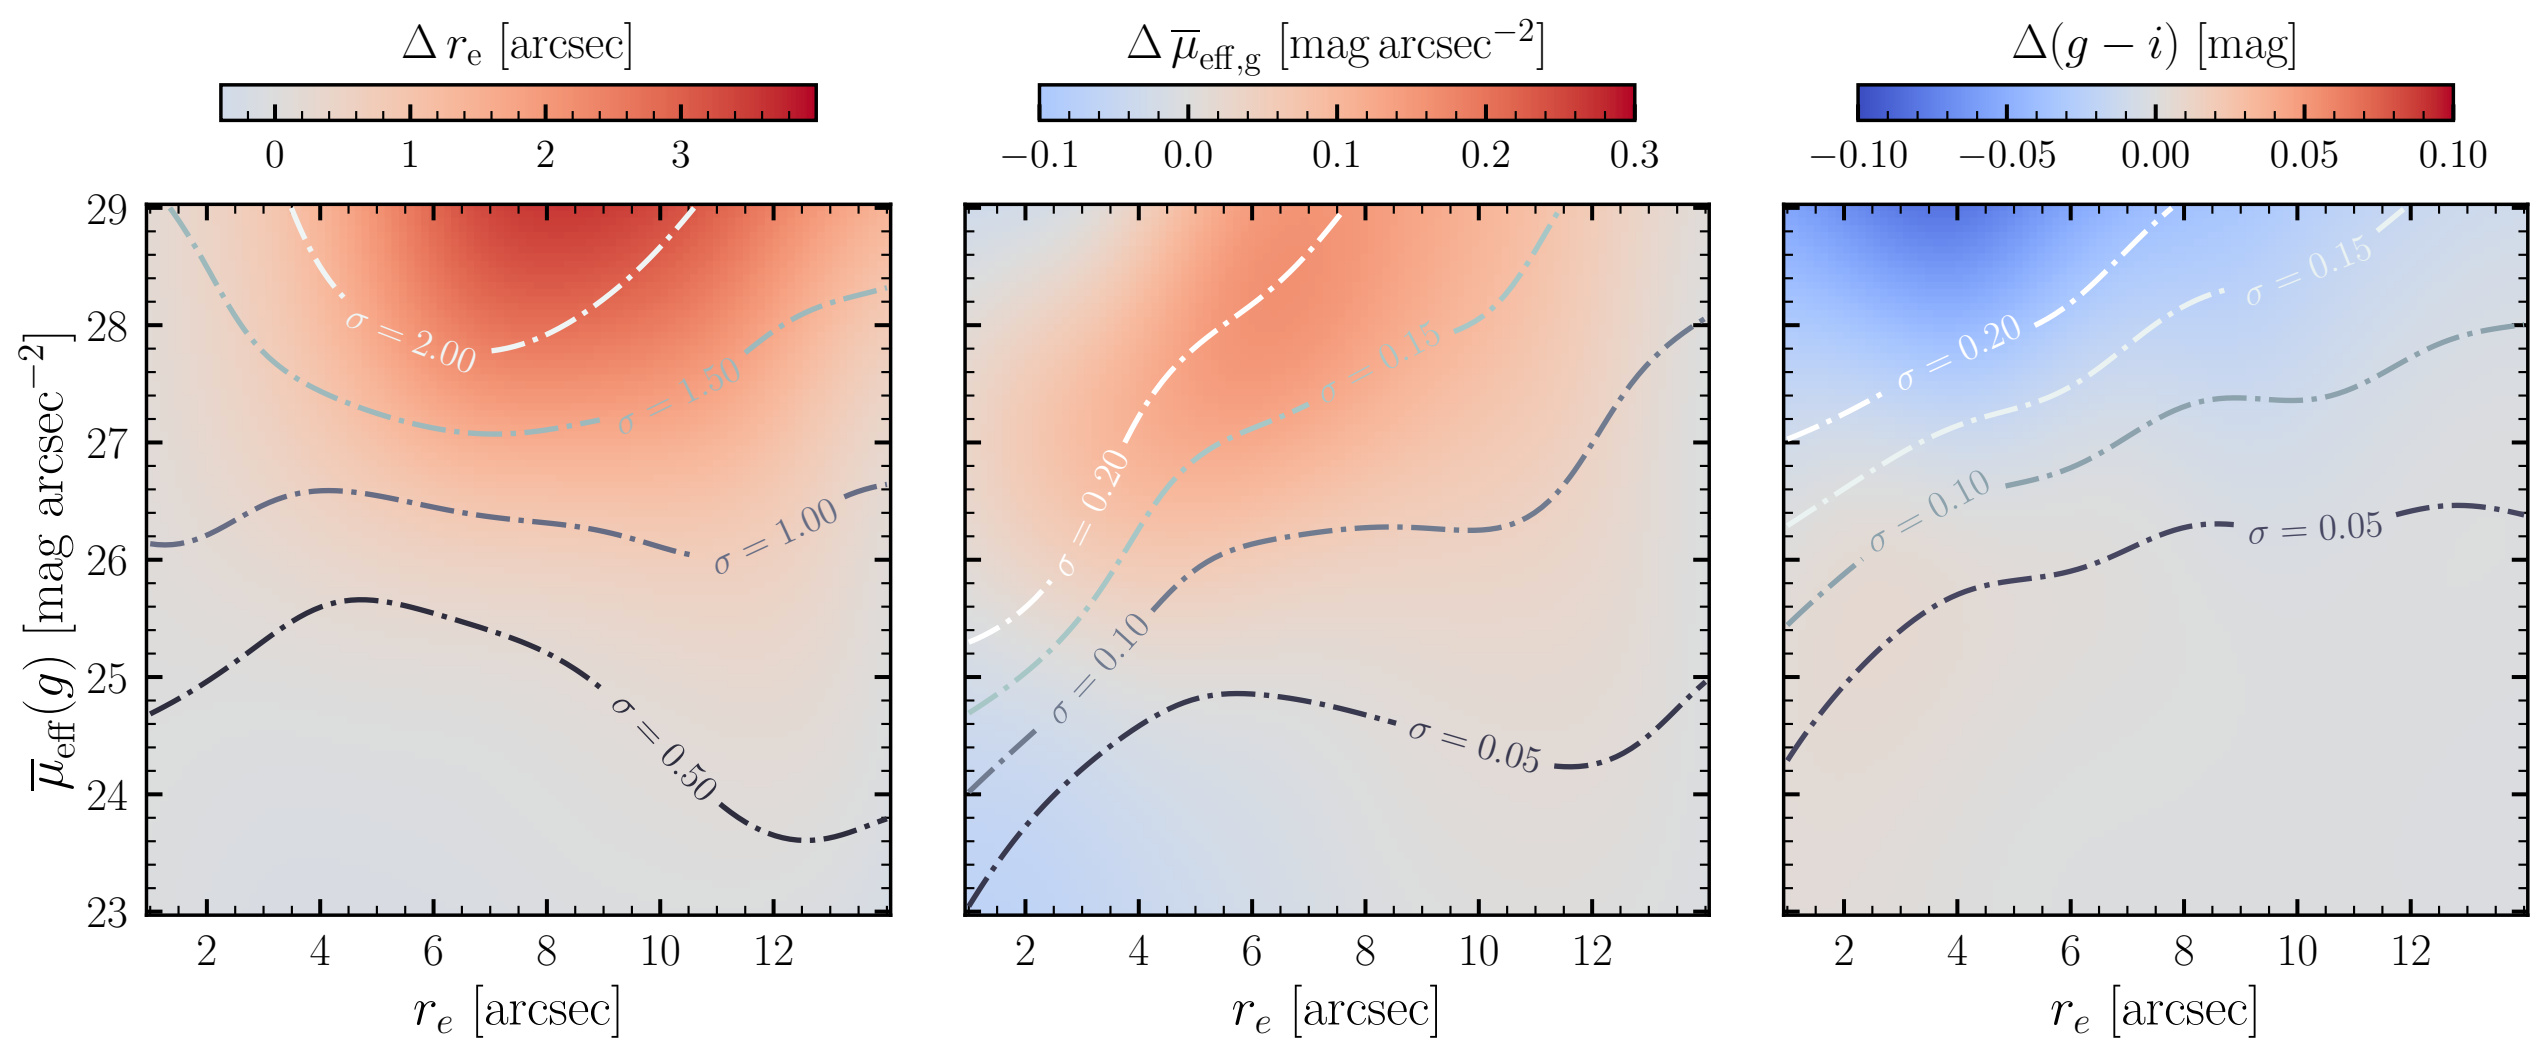 Δ rₑ [arcsec]
0 1 2 3
Δ μ̅_eff,g [mag arcsec⁻²]
−0.1 0.0 0.1 0.2 0.3
Δ(g − i) [mag]
−0.10 −0.05 0.00 0.05 0.10
μ̅_eff(g) [mag arcsec⁻²]
29
28
27
26
25
24
23
σ = 2.00
σ = 1.50
σ = 1.00
σ = 0.50
2 4 6 8 10 12
rₑ [arcsec]
σ = 0.15
σ = 0.20
σ = 0.10
σ = 0.05
2 4 6 8 10 12
rₑ [arcsec]
σ = 0.15
σ = 0.20
σ = 0.10
σ = 0.05
2 4 6 8 10 12
rₑ [arcsec]